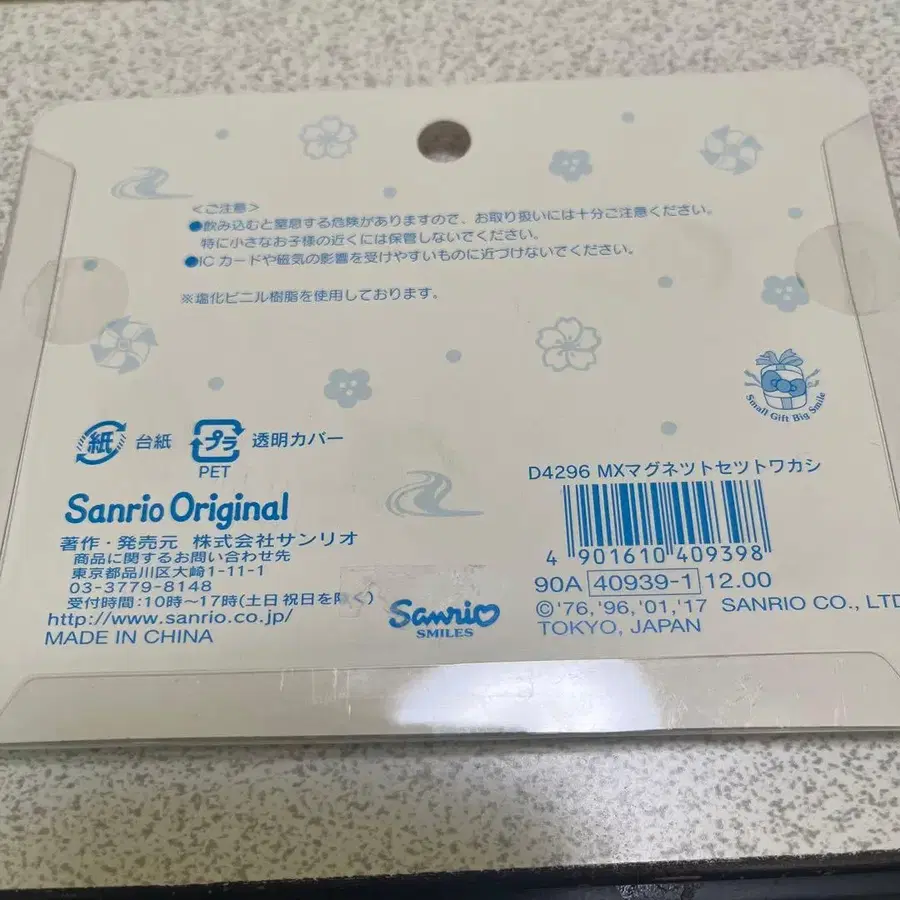 ＜ご注意＞
●飲み込むと窒息する危険がありますので、お取り扱いには十分ご注意ください。
特に小さなお子様の近くには保管しないでください。
●ICカードや磁気の影響を受けやすいものに近づけないでください。
※塩化ビニル樹脂を使用しております。
Small Gift Big Smile
紙 台紙 プラ 透明カバー
PET
D4296 MXマグネットセットワカシ
4 901610 409398
90A 40939-1 12.00
©'76,'96,'01,'17 SANRIO CO., LTD
TOKYO, JAPAN
Sanrio Original
著作・発売元 株式会社サンリオ
商品に関するお問い合わせ先
東京都品川区大崎1-11-1
03-3779-8148
受付時間:10時～17時(土日祝日を除く)
http://www.sanrio.co.jp/
MADE IN CHINA
Sanrio
SMILES